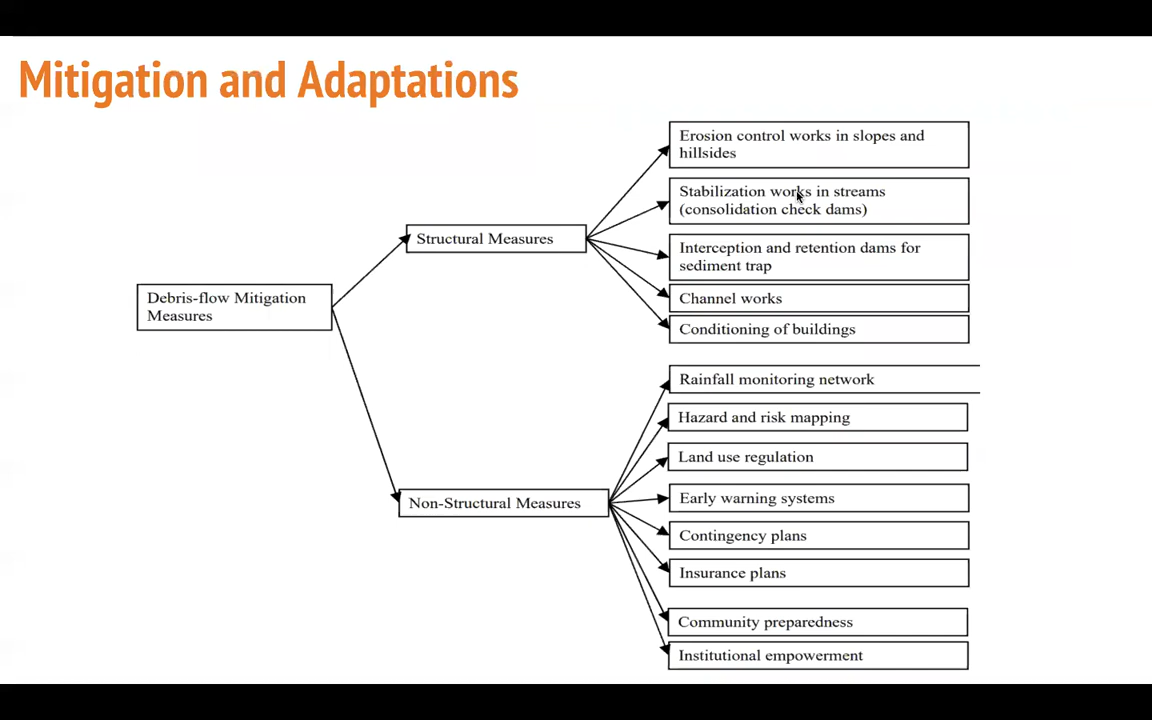 Mitigation and Adaptations
Debris-flow Mitigation
Measures
Structural Measures
Erosion control works in slopes and
hillsides
Stabilization works in streams
(consolidation check dams)
Interception and retention dams for
sediment trap
Channel works
Conditioning of buildings
Non-Structural Measures
Rainfall monitoring network
Hazard and risk mapping
Land use regulation
Early warning systems
Contingency plans
Insurance plans
Community preparedness
Institutional empowerment